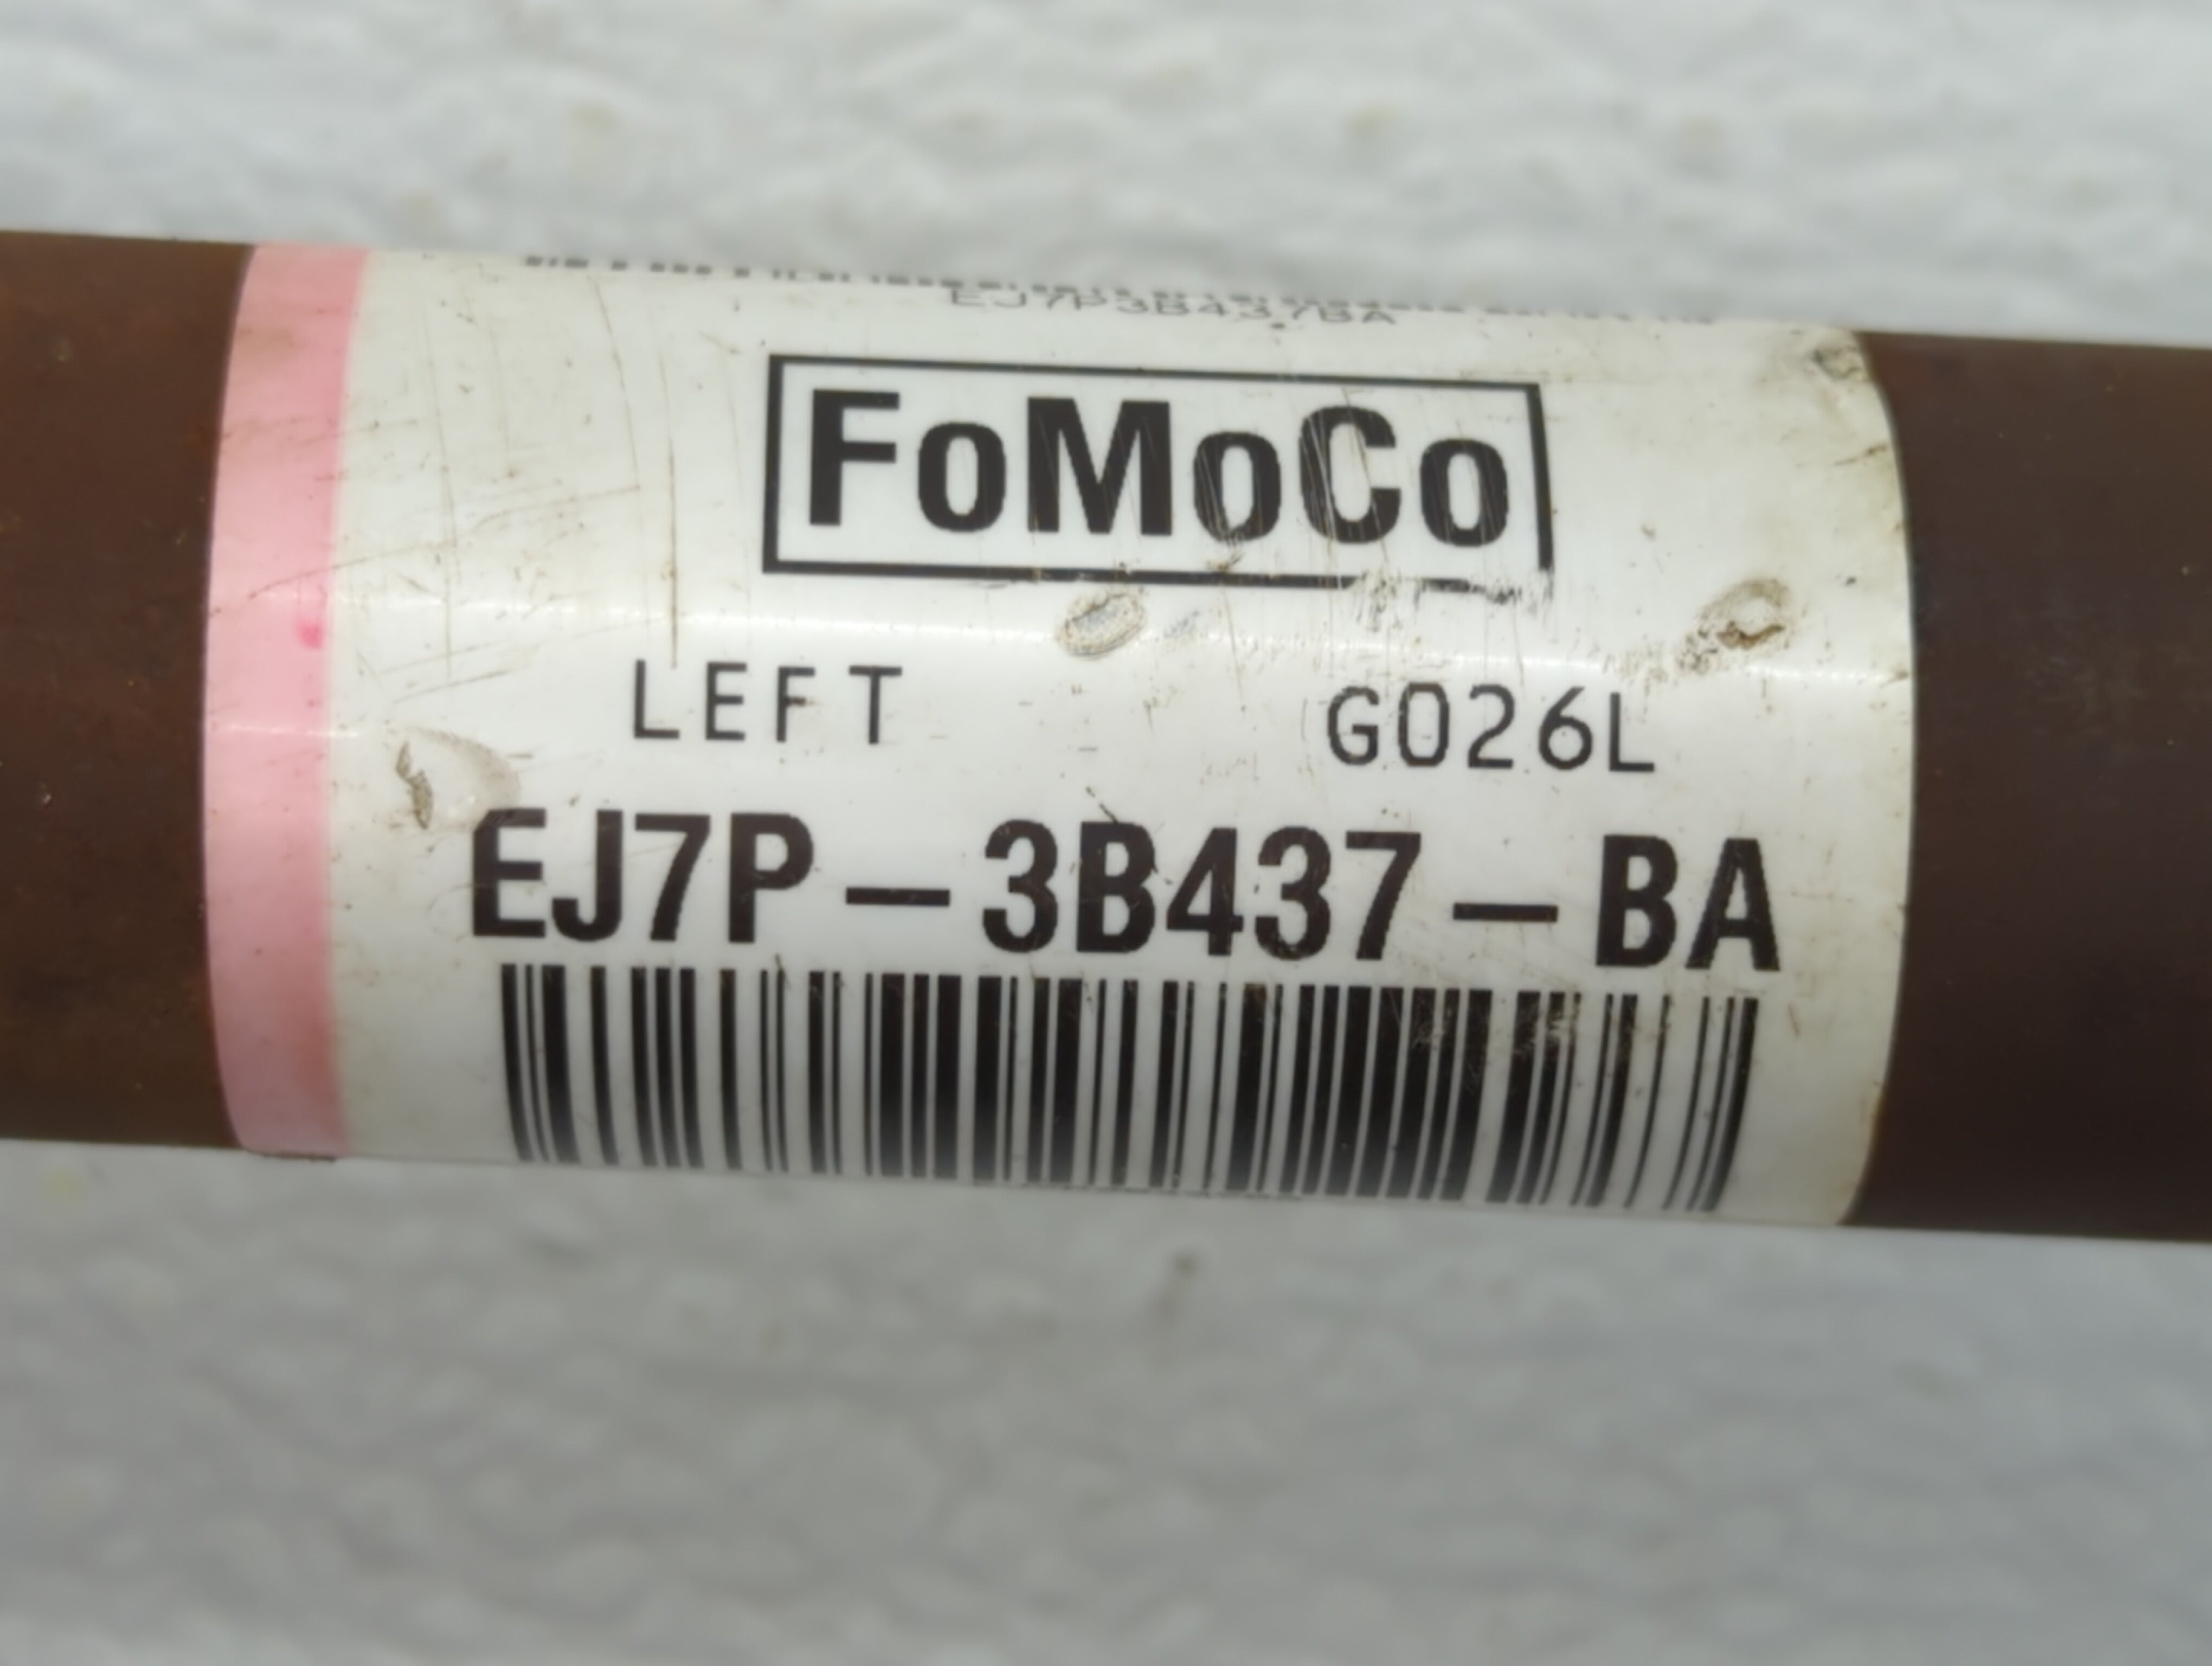 EJ7P3B437BA
FoMoCo
LEFT G026L
EJ7P-3B437-BA